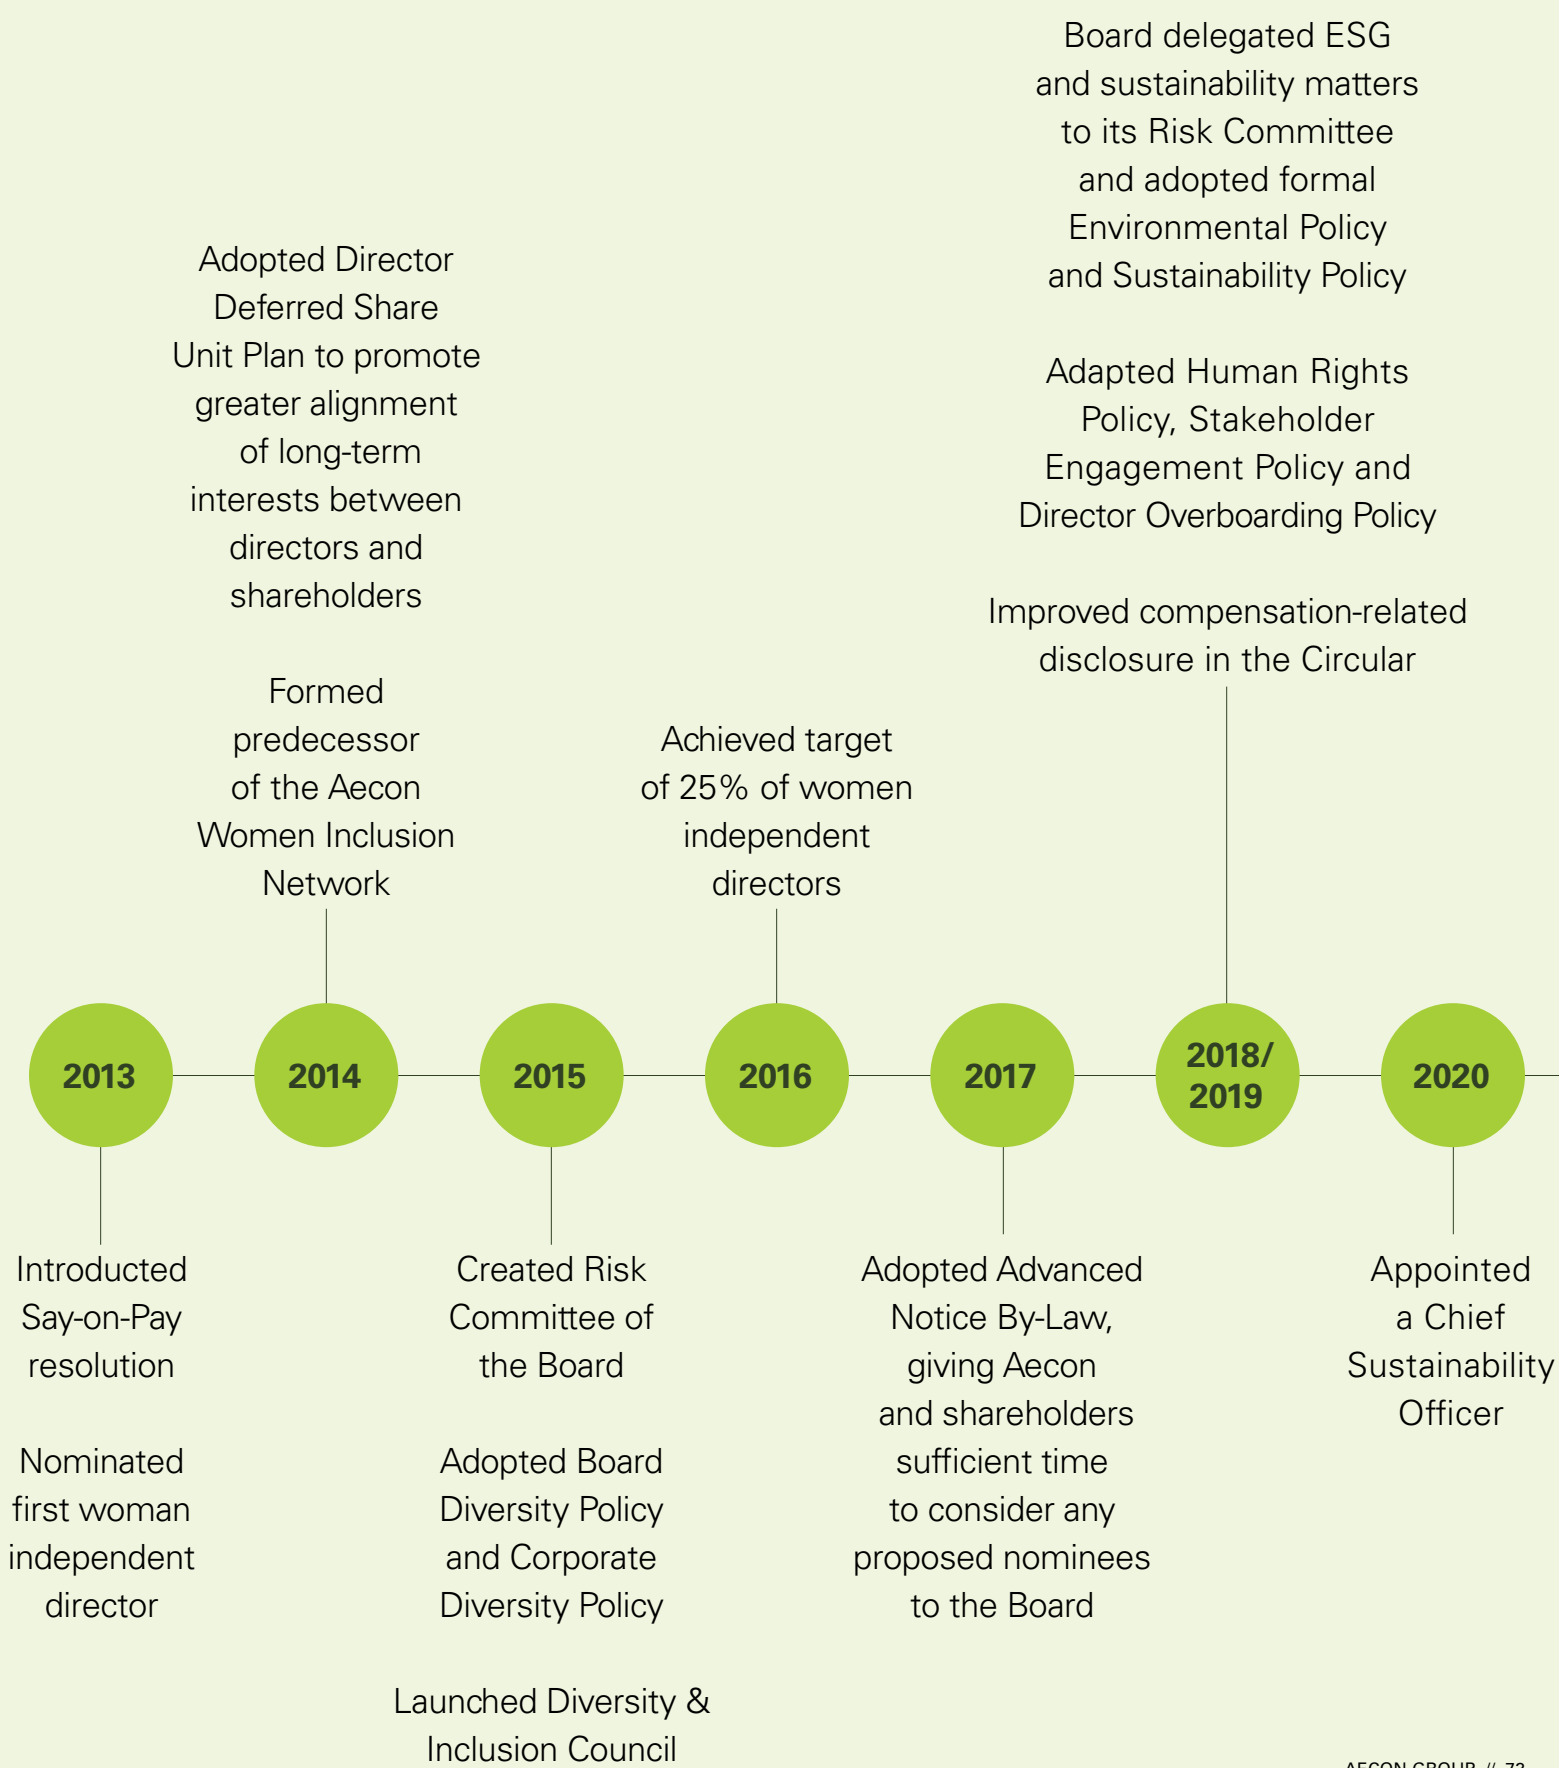 Board delegated ESG
and sustainability matters
to its Risk Committee
and adopted formal
Environmental Policy
and Sustainability Policy
Adapted Human Rights
Policy, Stakeholder
Engagement Policy and
Director Overboarding Policy
Improved compensation-related
disclosure in the Circular
Adopted Director
Deferred Share
Unit Plan to promote
greater alignment
of long-term
interests between
directors and
shareholders
Formed
predecessor
of the Aecon
Women Inclusion
Network
Achieved target
of 25% of women
independent
directors
2013
2014
2015
2016
2017
2018/
2019
2020
Introducted
Say-on-Pay
resolution
Nominated
first woman
independent
director
Created Risk
Committee of
the Board
Adopted Board
Diversity Policy
and Corporate
Diversity Policy
Launched Diversity &
Inclusion Council
Adopted Advanced
Notice By-Law,
giving Aecon
and shareholders
sufficient time
to consider any
proposed nominees
to the Board
Appointed
a Chief
Sustainability
Officer
AECON GROUP // 73